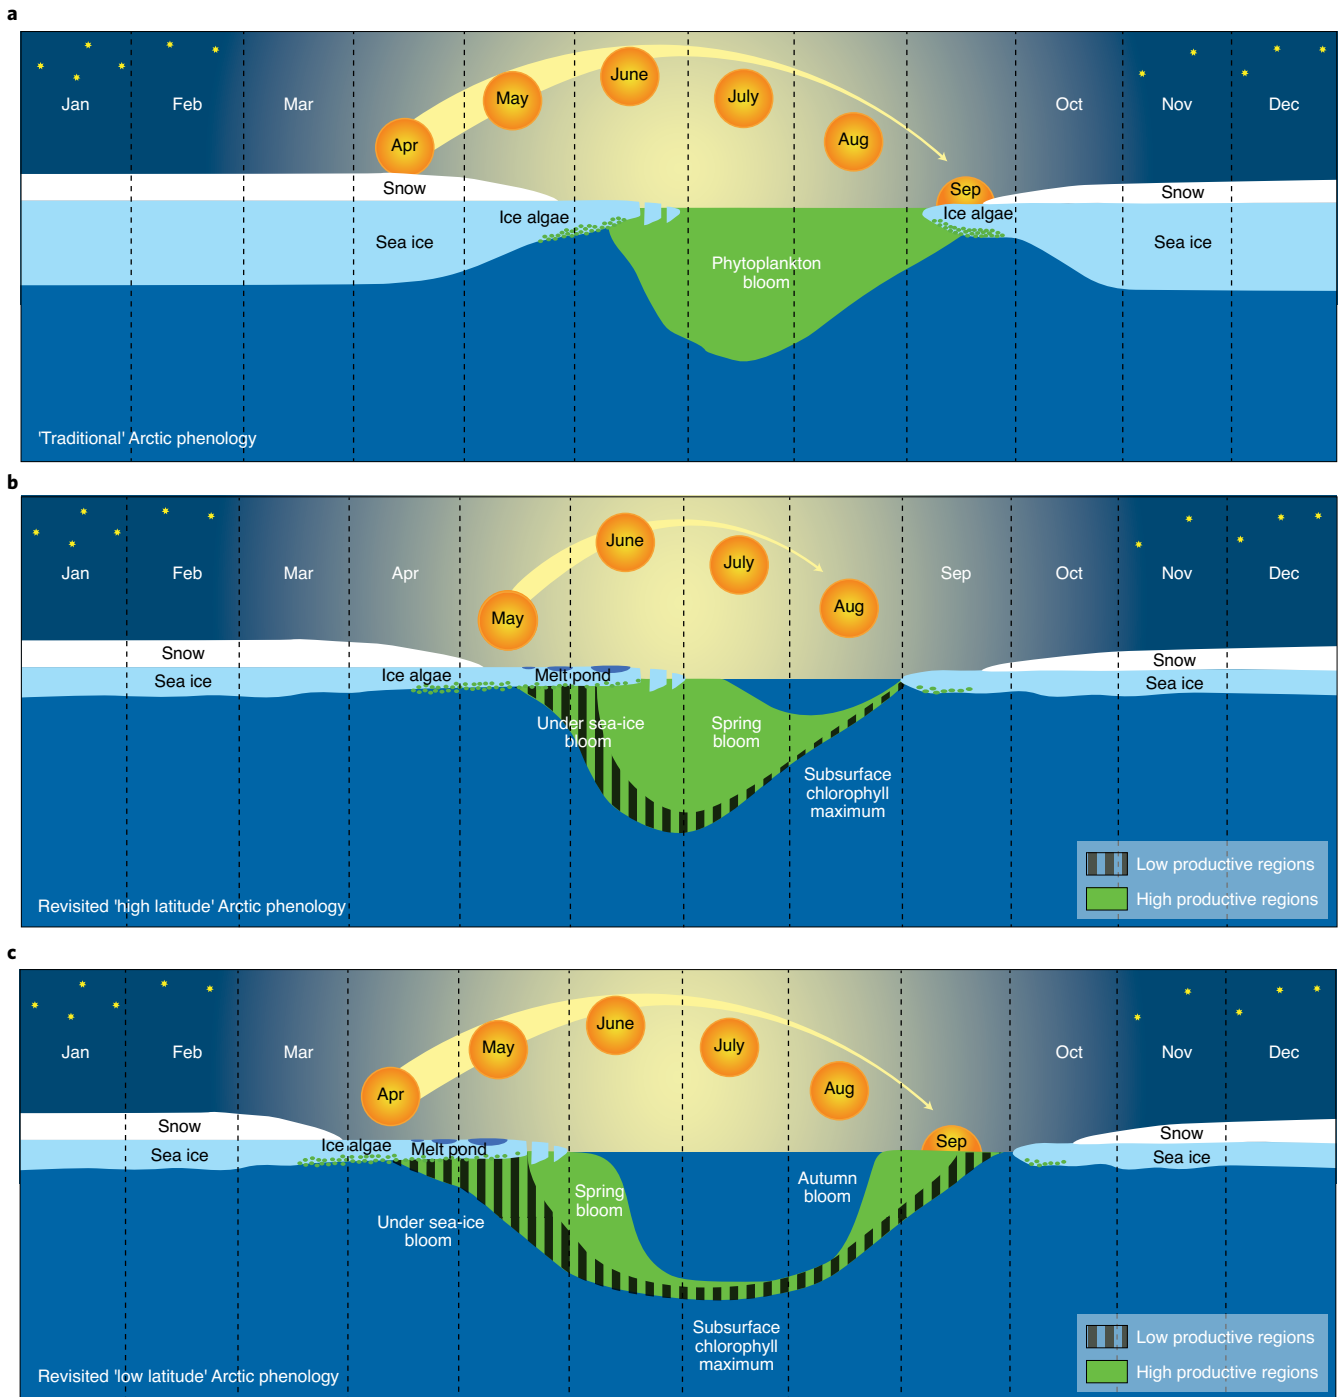 a
June
May
July
Jan
Feb
Mar
Oct
Nov
Dec
Aug
Apr
Sep
Snow
Snow
Ice algae
Ice algae
Sea ice
Sea ice
Phytoplankton
bloom
'Traditional' Arctic phenology
b
June
July
Jan
Feb
Mar
Apr
Sep
Oct
Nov
Dec
Aug
May
Snow
Snow
Ice algae
Melt pond
Sea ice
Sea ice
Under sea-ice
bloom
Spring
bloom
Subsurface
chlorophyll
maximum
Low productive regions
High productive regions
Revisited 'high latitude' Arctic phenology
c
June
May
July
Jan
Feb
Mar
Oct
Nov
Dec
Aug
Apr
Sep
Snow
Snow
Ice algae
Melt pond
Sea ice
Sea ice
Spring
bloom
Autumn
bloom
Under sea-ice
bloom
Subsurface
chlorophyll
maximum
Low productive regions
High productive regions
Revisited 'low latitude' Arctic phenology